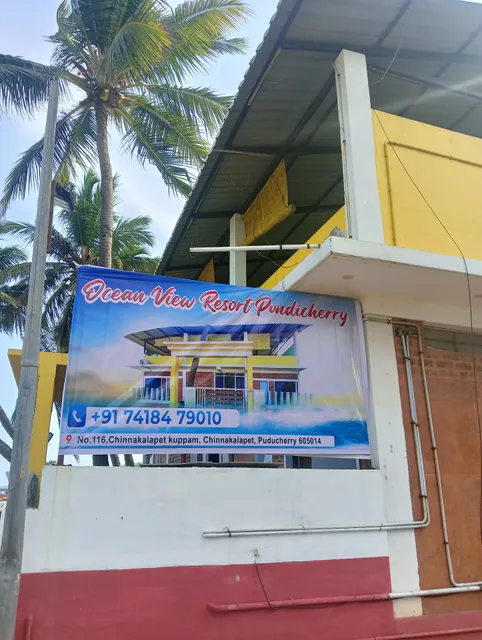 Ocean View Resort Pondicherry
+91 74184 79010
No.116,Chinnakalapet kuppam, Chinnakalapet, Puducherry 605014